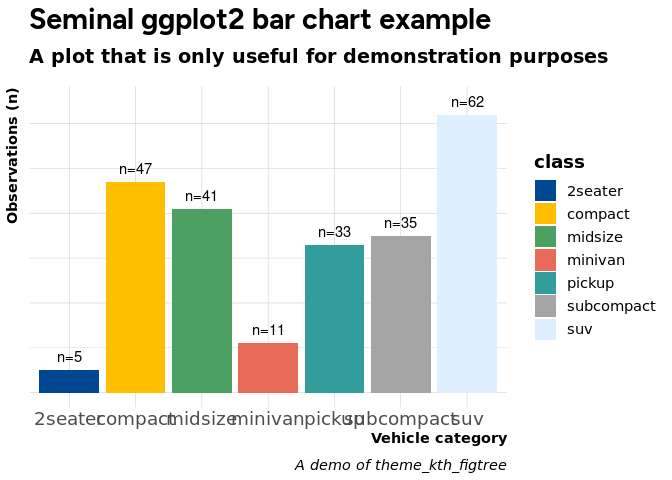 Seminal ggplot2 bar chart example
A plot that is only useful for demonstration purposes
Observations (n)
n=5
n=47
n=41
n=11
n=33
n=35
n=62
2seater compact midsize minivan pickup subcompact suv
Vehicle category
A demo of theme_kth_figtree
class
2seater
compact
midsize
minivan
pickup
subcompact
suv